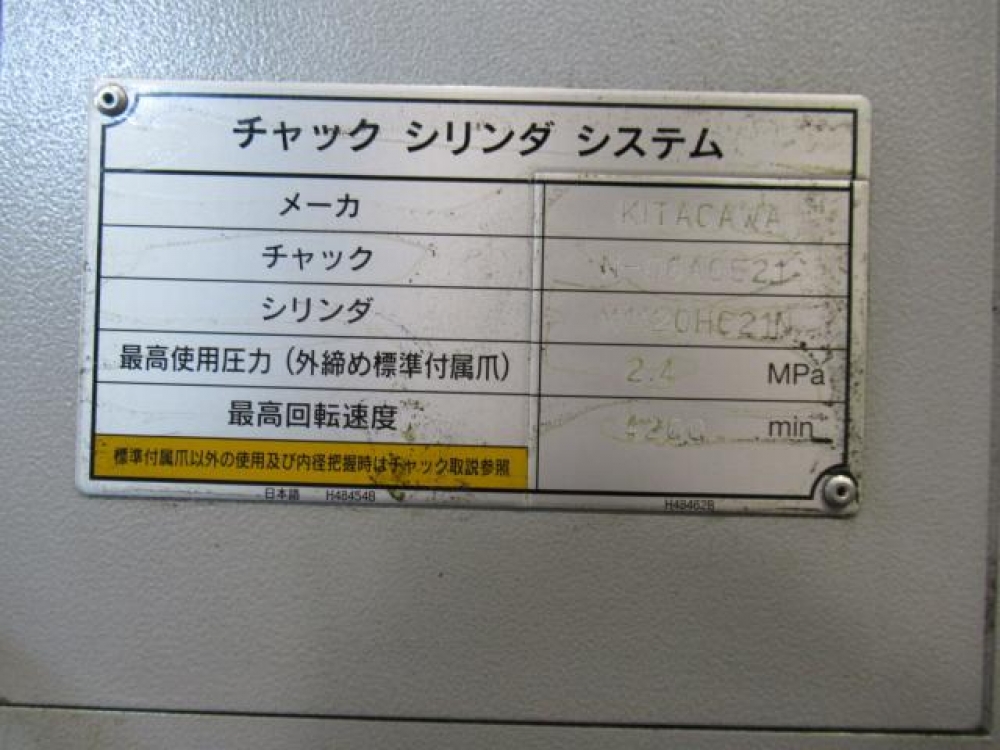 チャック シリンダ システム
メーカ KITAGAWA
チャック
シリンダ
最高使用圧力（外締め標準付属爪） 2.4 MPa
最高回転速度 min
標準付属爪以外の使用及び内径把握時はチャック取説参照
日本語 H48454B
H48462B